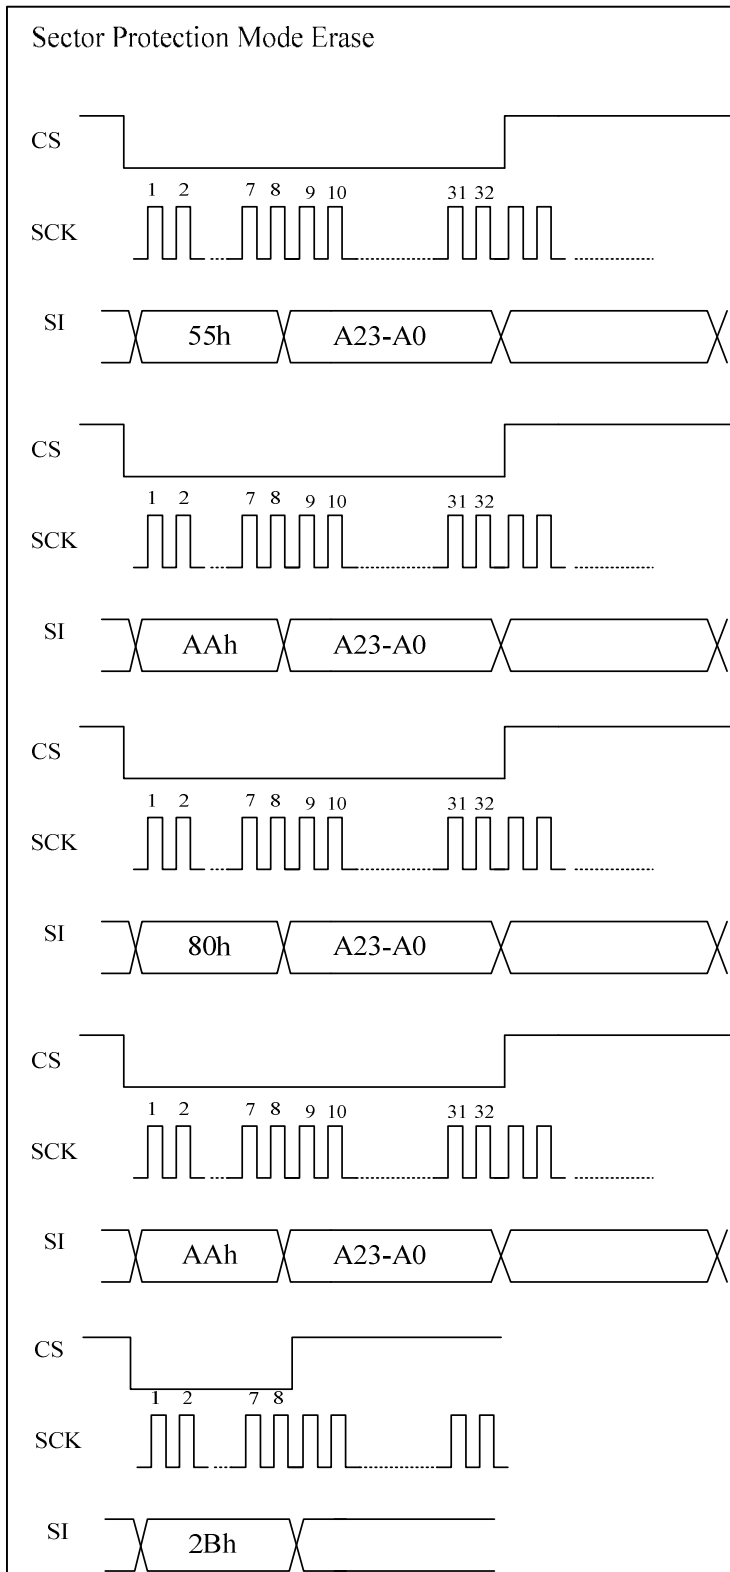 Sector Protection Mode Erase
CS
1 2 7 8 9 10 31 32
SCK
SI 55h A23-A0
CS
1 2 7 8 9 10 31 32
SCK
SI AAh A23-A0
CS
1 2 7 8 9 10 31 32
SCK
SI 80h A23-A0
CS
1 2 7 8 9 10 31 32
SCK
SI AAh A23-A0
CS
1 2 7 8
SCK
SI 2Bh